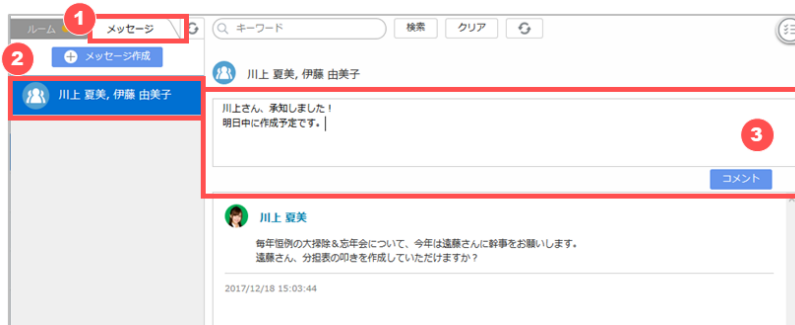 1
ルーム
メッセージ
キーワード
検索
クリア
2
メッセージ作成
川上 夏美, 伊藤 由美子
川上 夏美, 伊藤 由美子
川上さん、承知しました！
明日中に作成予定です。
3
コメント
川上 夏美
毎年恒例の大掃除&忘年会について、今年は遠藤さんに幹事をお願いします。
遠藤さん、分担表の叩きを作成していただけますか？
2017/12/18 15:03:44